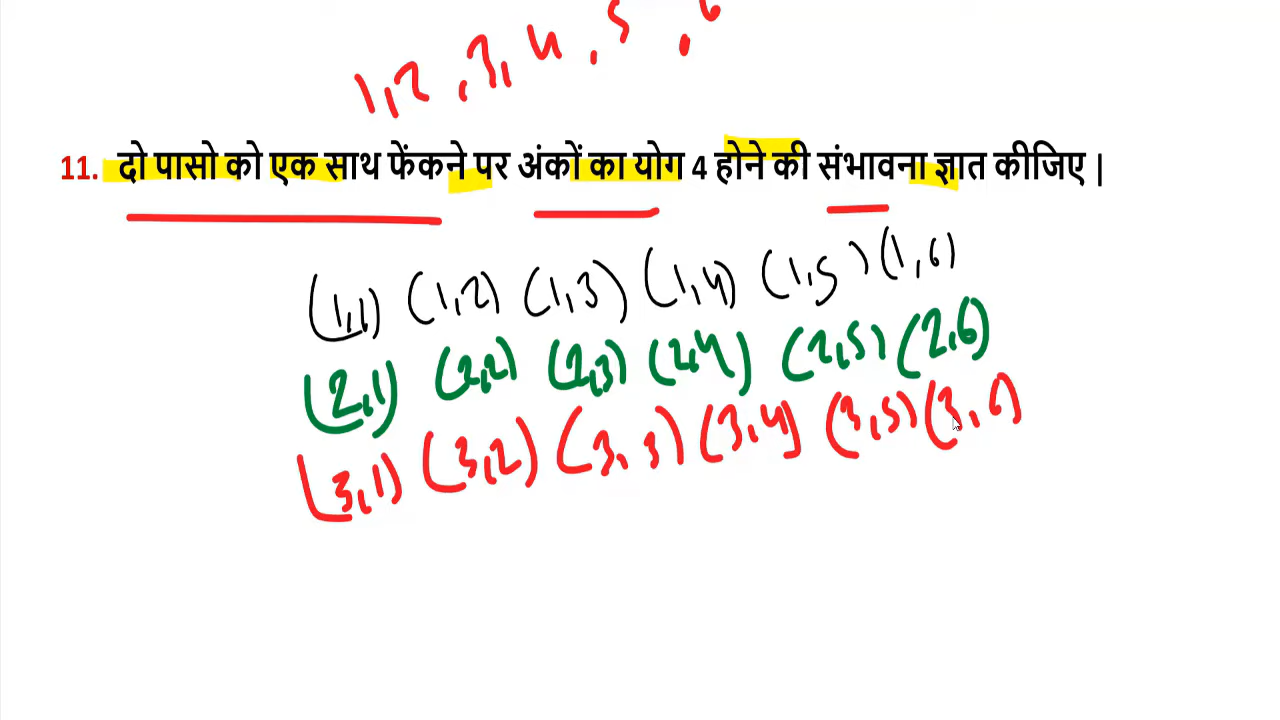 1,2,3,4,5,6
11. दो पासो को एक साथ फेंकने पर अंकों का योग 4 होने की संभावना ज्ञात कीजिए |
(1,1) (1,2) (1,3) (1,4) (1,5) (1,6)
(2,1) (2,2) (2,3) (2,4) (2,5) (2,6)
(3,1) (3,2) (3,3) (3,4) (3,5) (3,6)